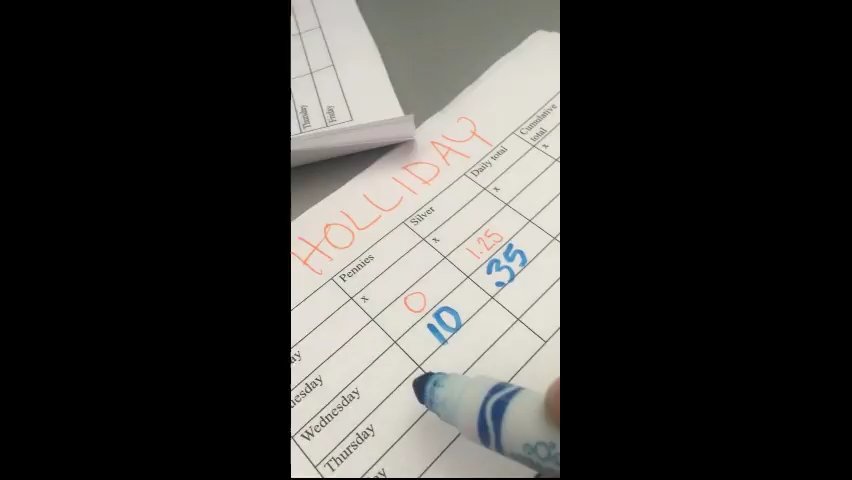 Thursday
Friday
HOLLIDAY
Pennies
Silver
Daily total
Cumulative
total
x
x
x
x
0
1.25
10
.35
Wednesday
Thursday